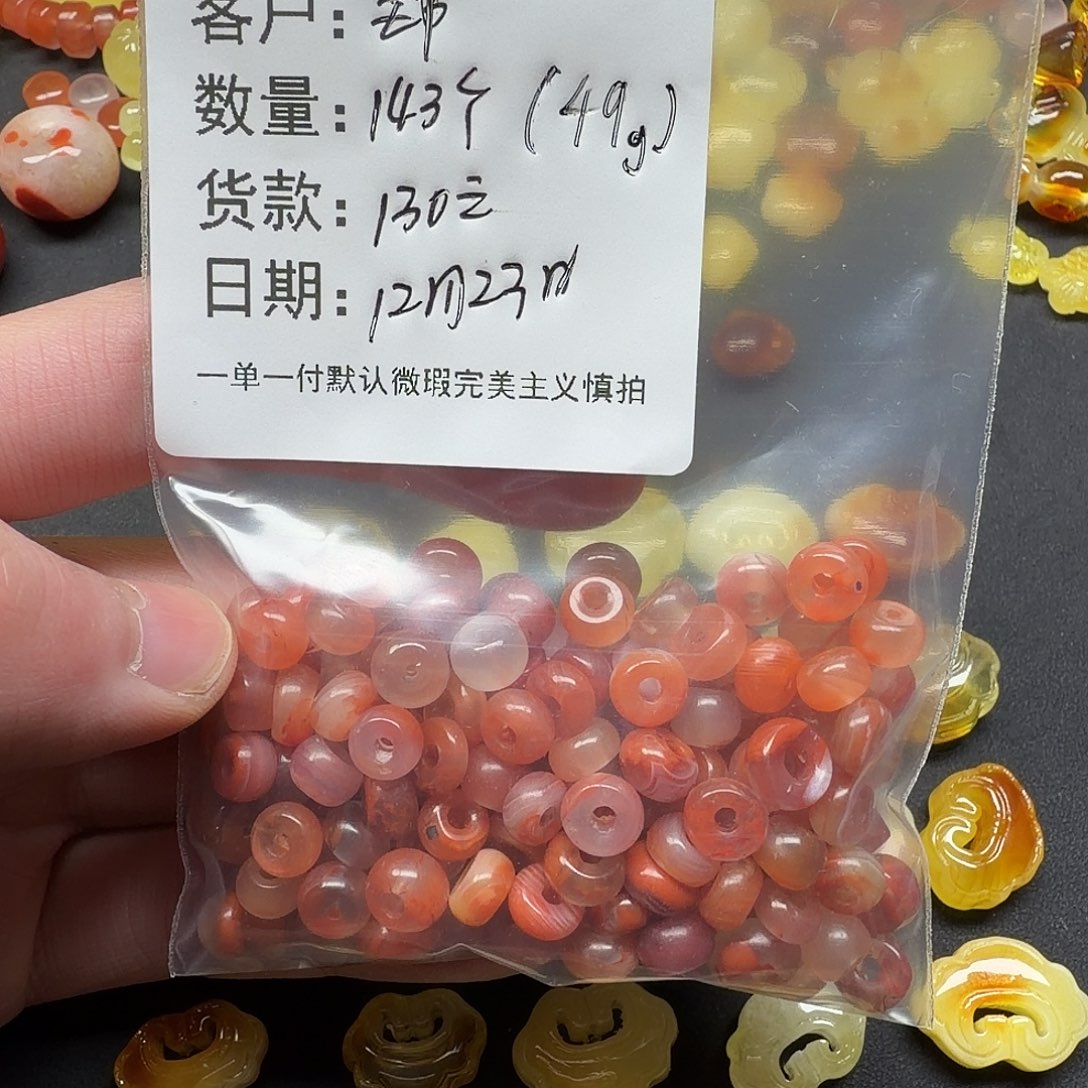 客户：
数量：143个（49g）
货款：130元
日期：12月23日
一单一付默认微瑕完美主义慎拍